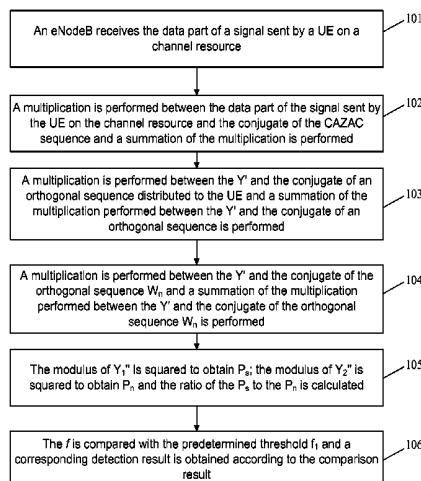 An eNodeB receives the data part of a signal sent by a UE on a
channel resource
101
A multiplication is performed between the data part of the signal sent by
the UE on the channel resource and the conjugate of the CAZAC
sequence and a summation of the multiplication is performed
102
A multiplication is performed between the Y' and the conjugate of an
orthogonal sequence distributed to the UE and a summation of the
multiplication performed between the Y' and the conjugate of an
orthogonal sequence is performed
103
A multiplication is performed between the Y' and the conjugate of the
orthogonal sequence Wn and a summation of the multiplication
performed between the Y' and the conjugate of the orthogonal
sequence Wn is performed
104
The modulus of Y1" is squared to obtain Ps; the modulus of Y2" is
squared to obtain Pn and the ratio of the Ps to the Pn is calculated
105
The f is compared with the predetermined threshold f1 and a
corresponding detection result is obtained according to the comparison
result
106